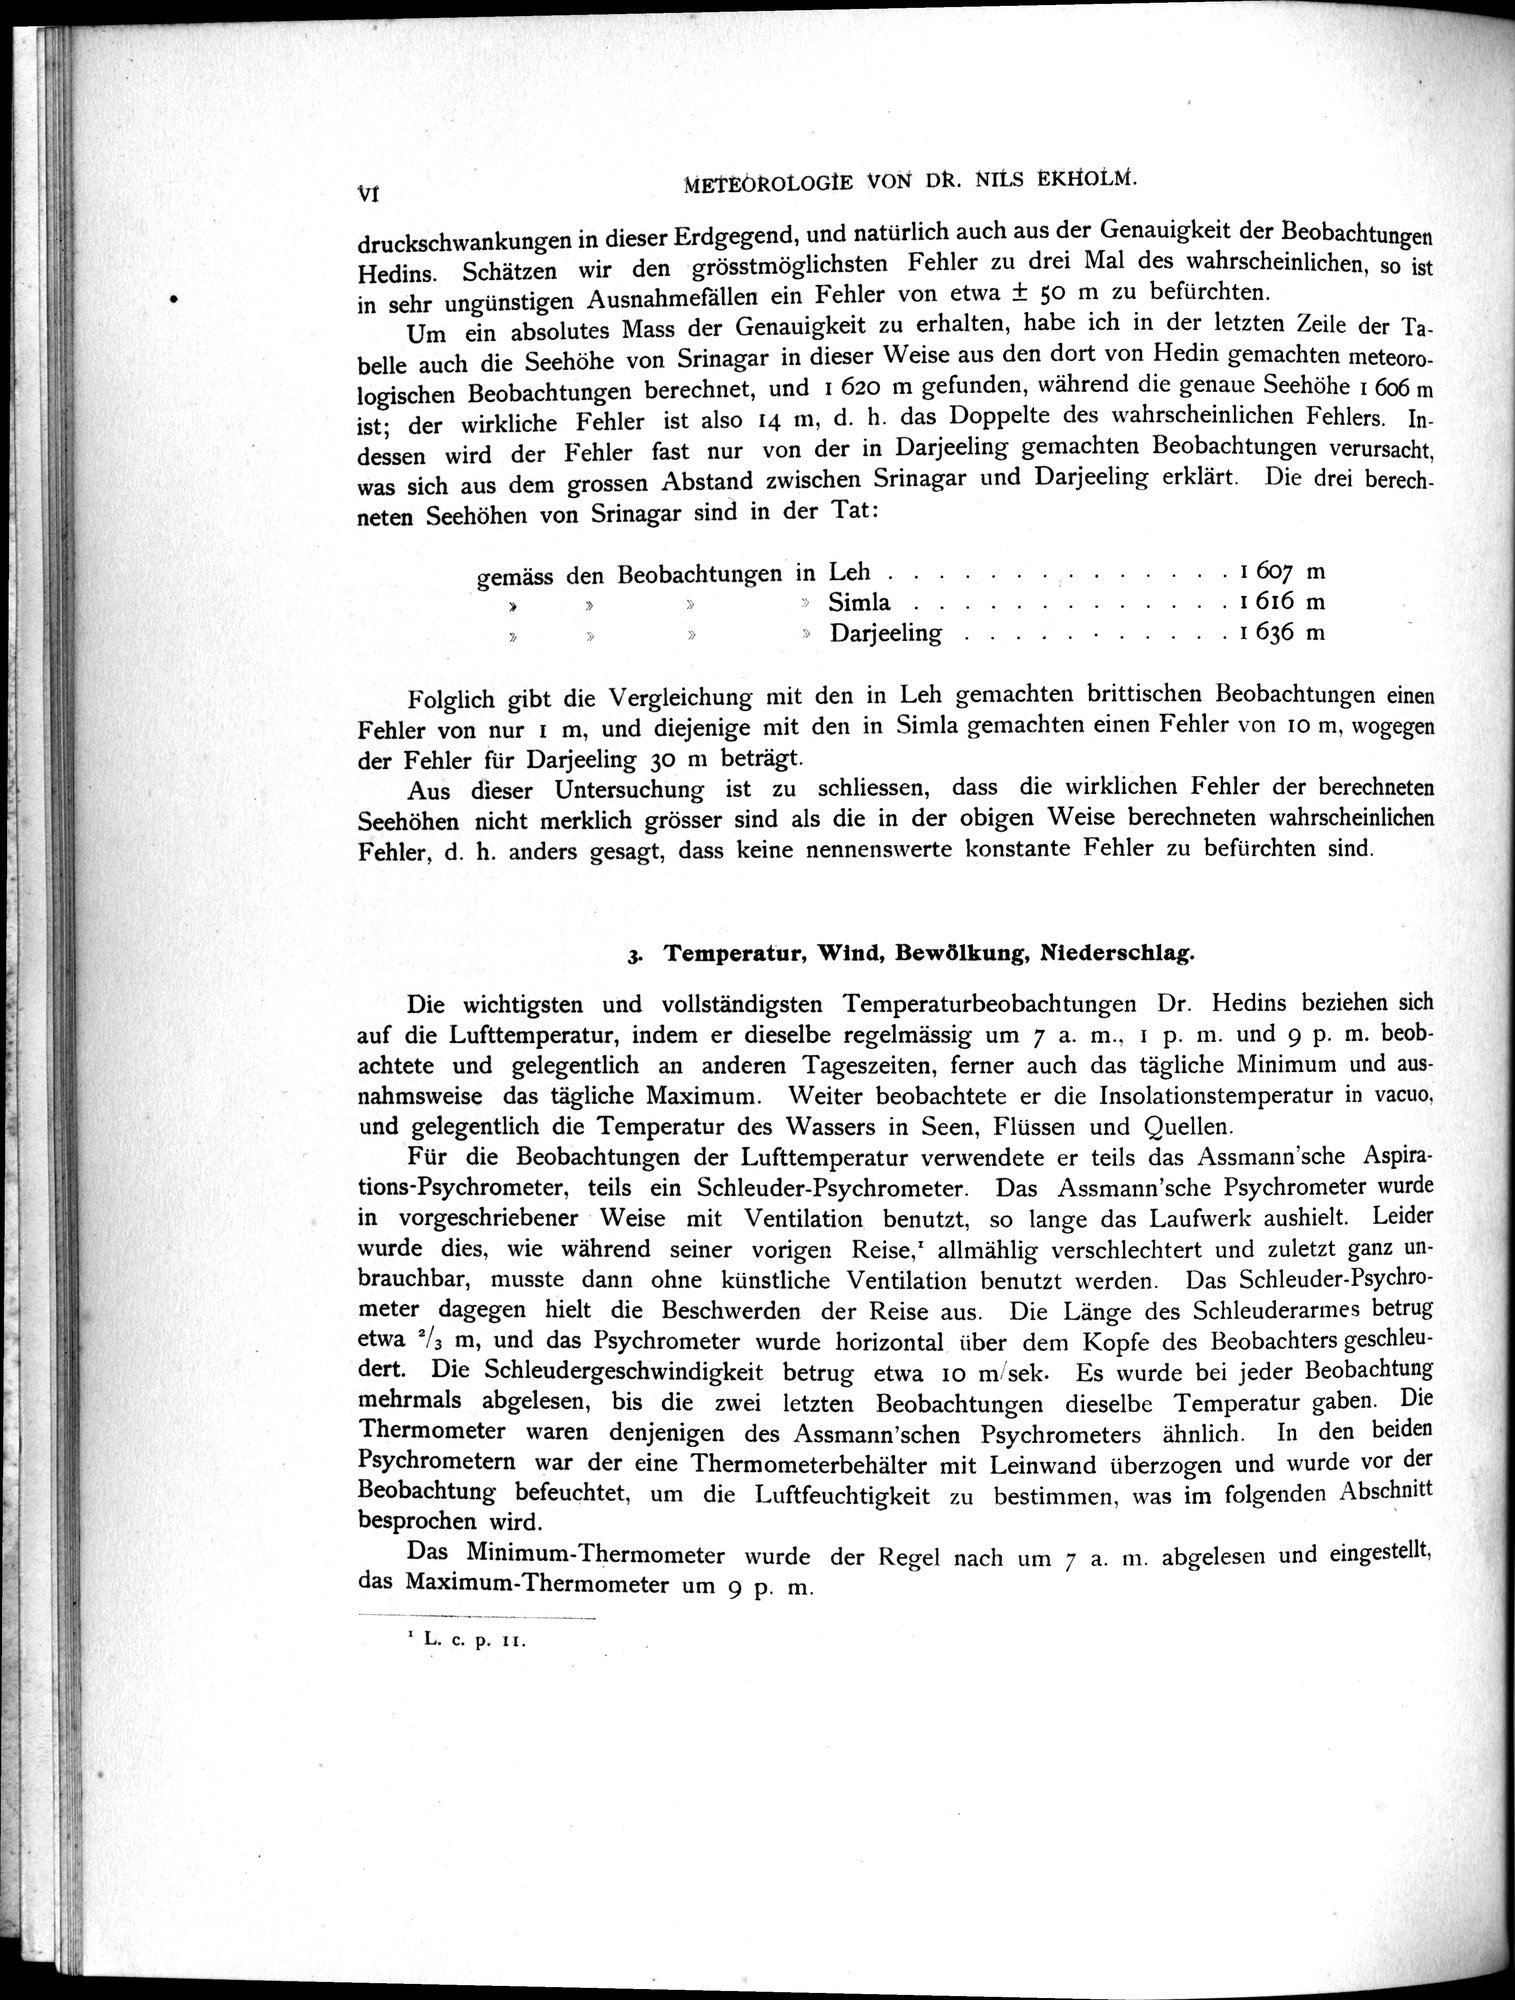 VI
METEOROLOGIE VON DR. NILS EKHOLM.
druckschwankungen in dieser Erdgegend, und natürlich auch aus der Genauigkeit der Beobachtungen
Hedins. Schätzen wir den grösstmöglichsten Fehler zu drei Mal des wahrscheinlichen, so ist
in sehr ungünstigen Ausnahmefällen ein Fehler von etwa ± 50 m zu befürchten.
Um ein absolutes Mass der Genauigkeit zu erhalten, habe ich in der letzten Zeile der Ta-
belle auch die Seehöhe von Srinagar in dieser Weise aus den dort von Hedin gemachten meteoro-
logischen Beobachtungen berechnet, und 1 620 m gefunden, während die genaue Seehöhe 1 606 m
ist; der wirkliche Fehler ist also 14 m, d. h. das Doppelte des wahrscheinlichen Fehlers. In-
dessen wird der Fehler fast nur von der in Darjeeling gemachten Beobachtungen verursacht,
was sich aus dem grossen Abstand zwischen Srinagar und Darjeeling erklärt. Die drei berech-
neten Seehöhen von Srinagar sind in der Tat:
gemäss den Beobachtungen in Leh . . . . . . . . . . . . . . 1 607 m
» » » » Simla . . . . . . . . . . . . . 1 616 m
» » » » Darjeeling . . . . . . . . . . . 1 636 m
Folglich gibt die Vergleichung mit den in Leh gemachten brittischen Beobachtungen einen
Fehler von nur 1 m, und diejenige mit den in Simla gemachten einen Fehler von 10 m, wogegen
der Fehler für Darjeeling 30 m beträgt.
Aus dieser Untersuchung ist zu schliessen, dass die wirklichen Fehler der berechneten
Seehöhen nicht merklich grösser sind als die in der obigen Weise berechneten wahrscheinlichen
Fehler, d. h. anders gesagt, dass keine nennenswerte konstante Fehler zu befürchten sind.
3. Temperatur, Wind, Bewölkung, Niederschlag.
Die wichtigsten und vollständigsten Temperaturbeobachtungen Dr. Hedins beziehen sich
auf die Lufttemperatur, indem er dieselbe regelmässig um 7 a. m., 1 p. m. und 9 p. m. beob-
achtete und gelegentlich an anderen Tageszeiten, ferner auch das tägliche Minimum und aus-
nahmsweise das tägliche Maximum. Weiter beobachtete er die Insolationstemperatur in vacuo,
und gelegentlich die Temperatur des Wassers in Seen, Flüssen und Quellen.
Für die Beobachtungen der Lufttemperatur verwendete er teils das Assmann'sche Aspira-
tions-Psychrometer, teils ein Schleuder-Psychrometer. Das Assmann'sche Psychrometer wurde
in vorgeschriebener Weise mit Ventilation benutzt, so lange das Laufwerk aushielt. Leider
wurde dies, wie während seiner vorigen Reise,¹ allmählig verschlechtert und zuletzt ganz un-
brauchbar, musste dann ohne künstliche Ventilation benutzt werden. Das Schleuder-Psychro-
meter dagegen hielt die Beschwerden der Reise aus. Die Länge des Schleuderarmes betrug
etwa ²/₃ m, und das Psychrometer wurde horizontal über dem Kopfe des Beobachters geschleu-
dert. Die Schleudergeschwindigkeit betrug etwa 10 m/sek. Es wurde bei jeder Beobachtung
mehrmals abgelesen, bis die zwei letzten Beobachtungen dieselbe Temperatur gaben. Die
Thermometer waren denjenigen des Assmann'schen Psychrometers ähnlich. In den beiden
Psychrometern war der eine Thermometerbehälter mit Leinwand überzogen und wurde vor der
Beobachtung befeuchtet, um die Luftfeuchtigkeit zu bestimmen, was im folgenden Abschnitt
besprochen wird.
Das Minimum-Thermometer wurde der Regel nach um 7 a. m. abgelesen und eingestellt,
das Maximum-Thermometer um 9 p. m.
¹ L. c. p. 11.